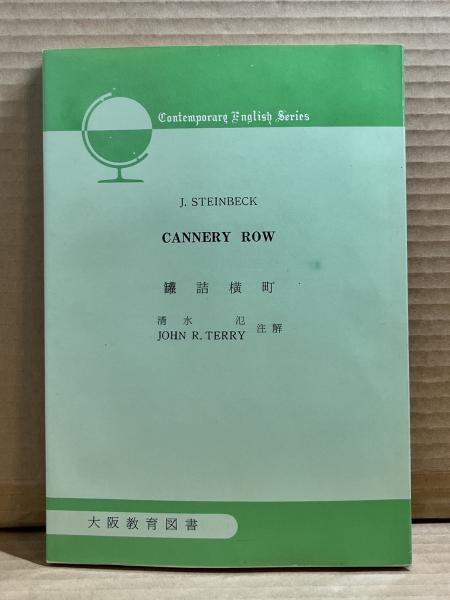 Contemporary English Series
J. STEINBECK
CANNERY ROW
罐詰横町
清水氾
JOHN R. TERRY 注解
大阪教育図書